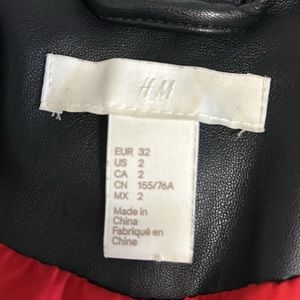 H&M
EUR 32
US 2
CA 2
CN 155/76A
MX 2
Made in
China
Fabriqué en
Chine